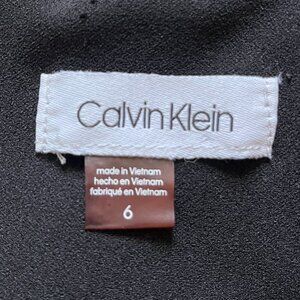 Calvin Klein
made in Vietnam
hecho en Vietnam
fabriqué en Vietnam
6